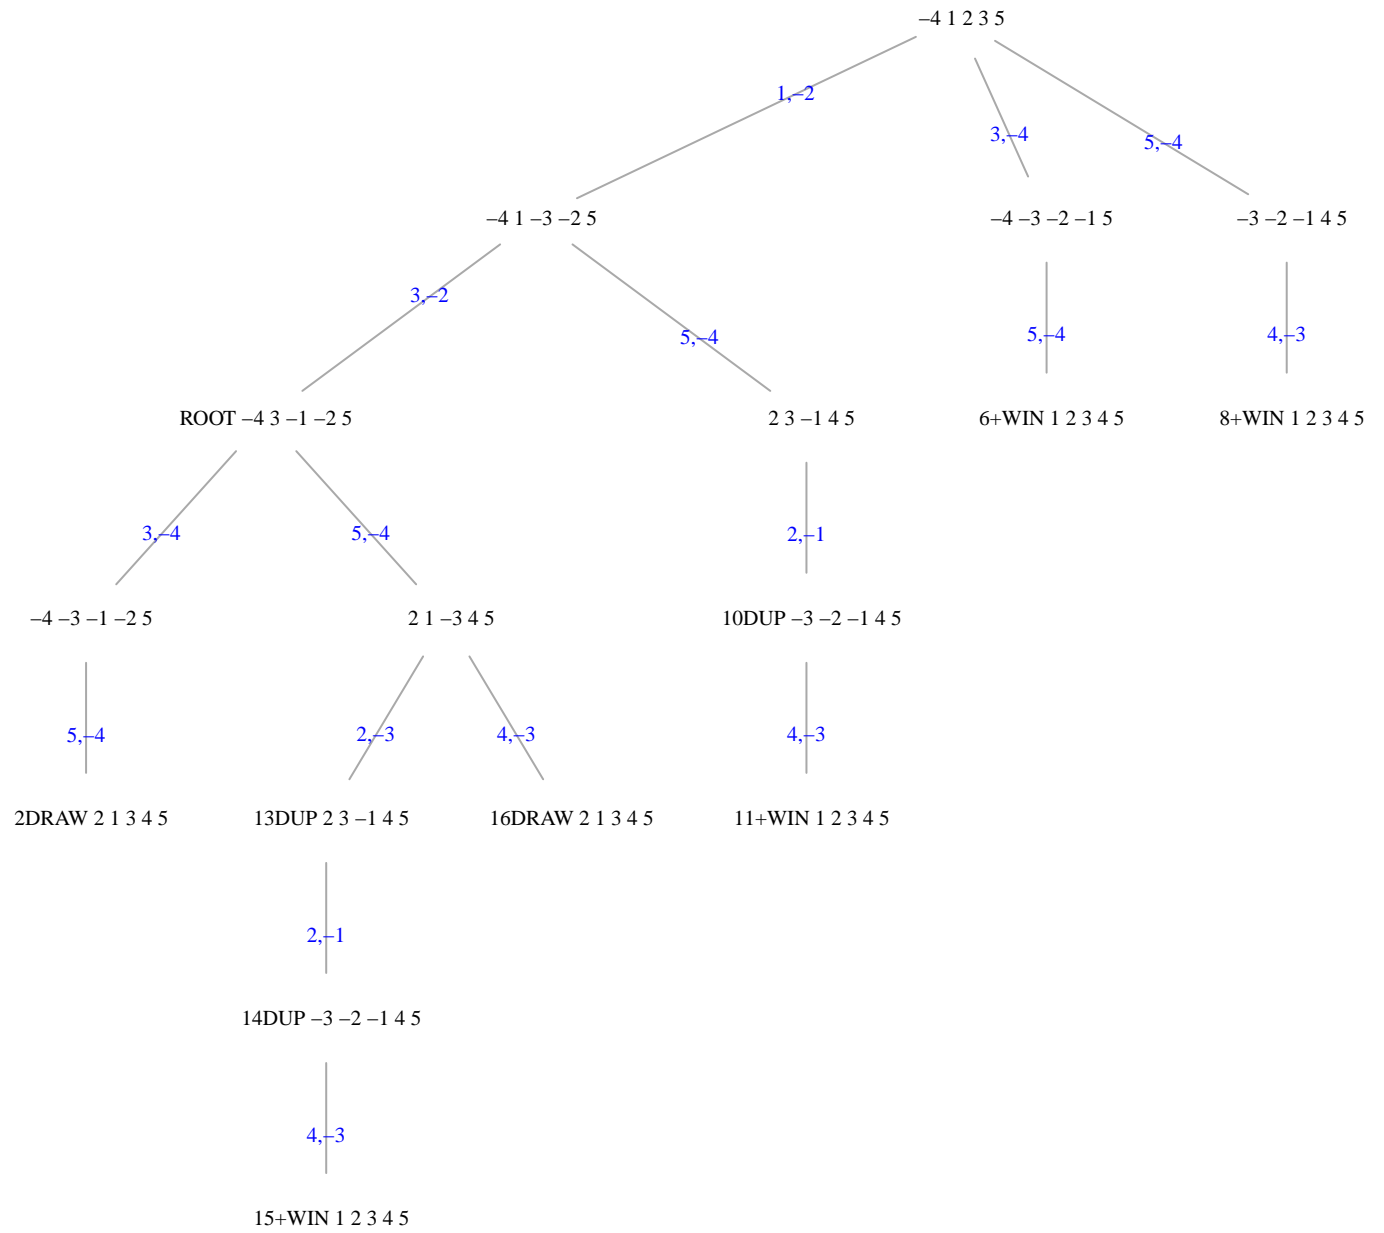 –4 1 2 3 5
1,–2
3,–4
5,–4
–4 1 –3 –2 5
–4 –3 –2 –1 5
–3 –2 –1 4 5
3,–2
5,–4
5,–4
4,–3
ROOT –4 3 –1 –2 5
2 3 –1 4 5
6+WIN 1 2 3 4 5
8+WIN 1 2 3 4 5
3,–4
5,–4
2,–1
–4 –3 –1 –2 5
2 1 –3 4 5
10DUP –3 –2 –1 4 5
5,–4
2,–3
4,–3
4,–3
2DRAW 2 1 3 4 5
13DUP 2 3 –1 4 5
16DRAW 2 1 3 4 5
11+WIN 1 2 3 4 5
2,–1
14DUP –3 –2 –1 4 5
4,–3
15+WIN 1 2 3 4 5